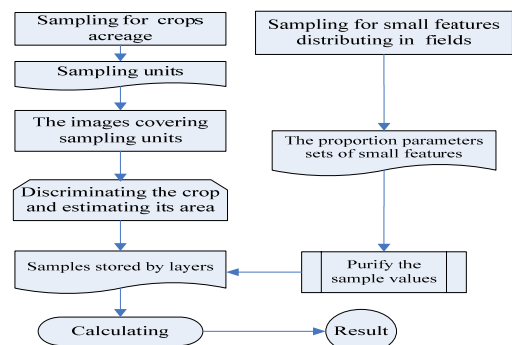 Sampling for crops
acreage
Sampling units
The images covering
sampling units
Discriminating the crop
and estimating its area
Samples stored by layers
Calculating
Sampling for small features
distributing in fields
The proportion parameters
sets of small features
Purify the
sample values
Result